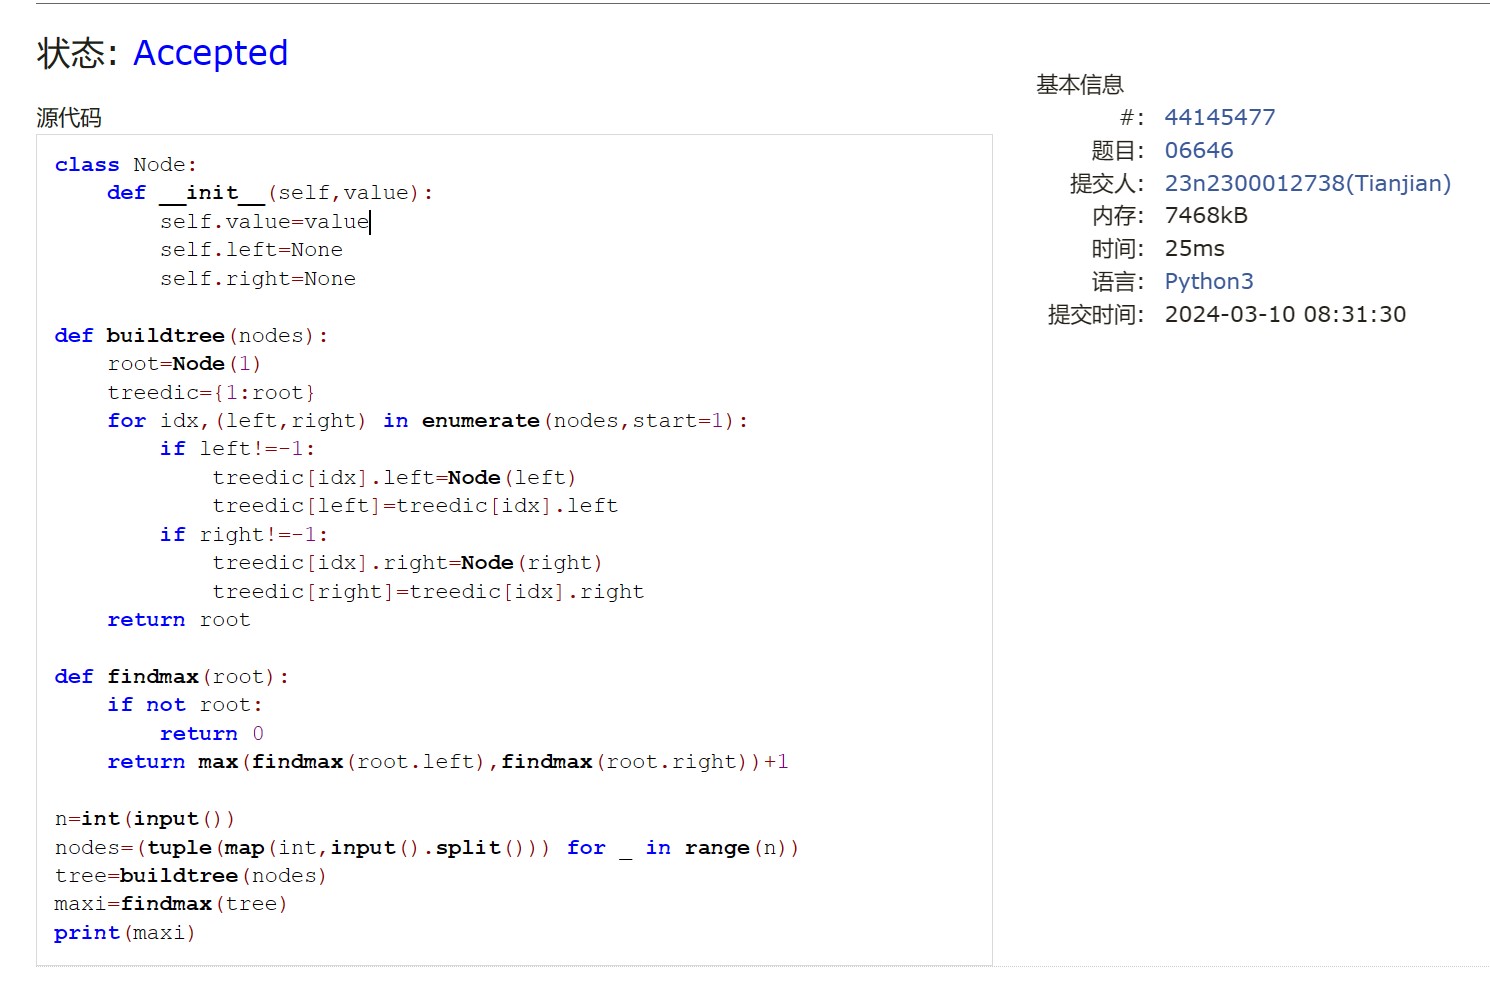 状态: Accepted
源代码
class Node:
    def __init__(self,value):
        self.value=value
        self.left=None
        self.right=None

def buildtree(nodes):
    root=Node(1)
    treedic={1:root}
    for idx,(left,right) in enumerate(nodes,start=1):
        if left!=-1:
            treedic[idx].left=Node(left)
            treedic[left]=treedic[idx].left
        if right!=-1:
            treedic[idx].right=Node(right)
            treedic[right]=treedic[idx].right
    return root

def findmax(root):
    if not root:
        return 0
    return max(findmax(root.left),findmax(root.right))+1

n=int(input())
nodes=(tuple(map(int,input().split())) for _ in range(n))
tree=buildtree(nodes)
maxi=findmax(tree)
print(maxi)
基本信息
#: 44145477
题目: 06646
提交人: 23n2300012738(Tianjian)
内存: 7468kB
时间: 25ms
语言: Python3
提交时间: 2024-03-10 08:31:30